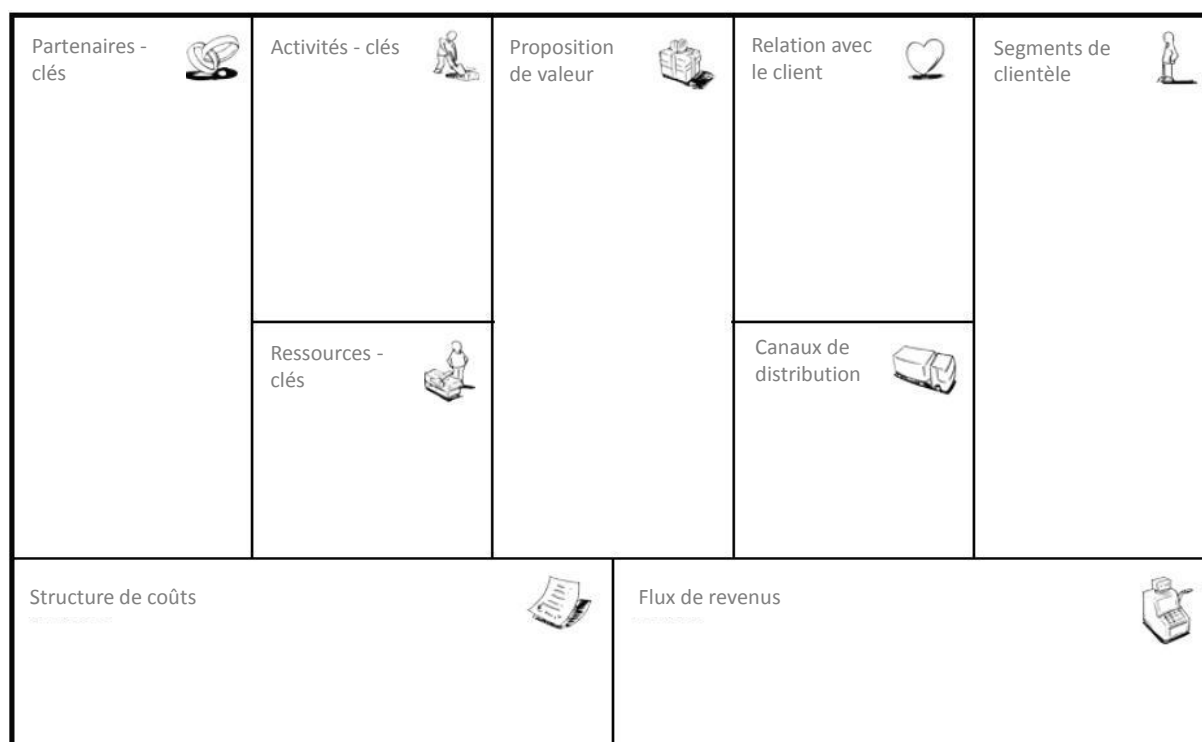 Partenaires -
clés
Activités - clés
Proposition
de valeur
Relation avec
le client
Segments de
clientèle
Ressources -
clés
Canaux de
distribution
Structure de coûts
Flux de revenus